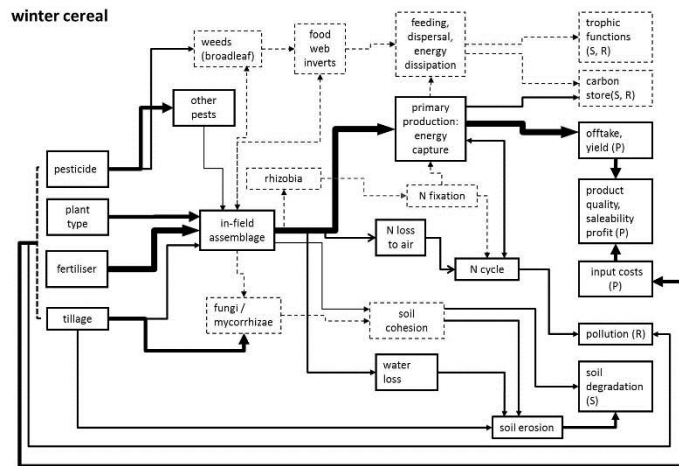 winter cereal
weeds
(broadleaf)
food
web
inverts
feeding,
dispersal,
energy
dissipation
trophic
functions
(S, R)
carbon
store(S, R)
other
pests
primary
production:
energy
capture
offtake,
yield (P)
pesticide
rhizobia
N fixation
product
quality,
saleability
profit (P)
plant
type
in-field
assemblage
N loss
to air
N cycle
fertiliser
input costs
(P)
tillage
fungi /
mycorrhizae
soil
cohesion
pollution (R)
water
loss
soil
degradation
(S)
soil erosion